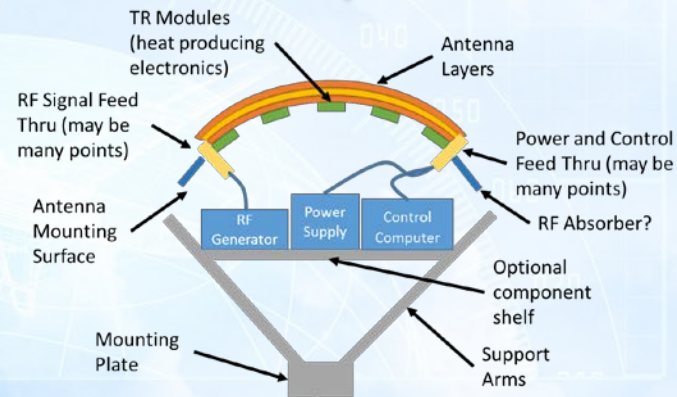 TR Modules
(heat producing
electronics)
Antenna
Layers
RF Signal Feed
Thru (may be
many points)
Power and Control
Feed Thru (may be
many points)
Antenna
Mounting
Surface
RF
Generator
Power
Supply
Control
Computer
RF Absorber?
Optional
component
shelf
Mounting
Plate
Support
Arms
040